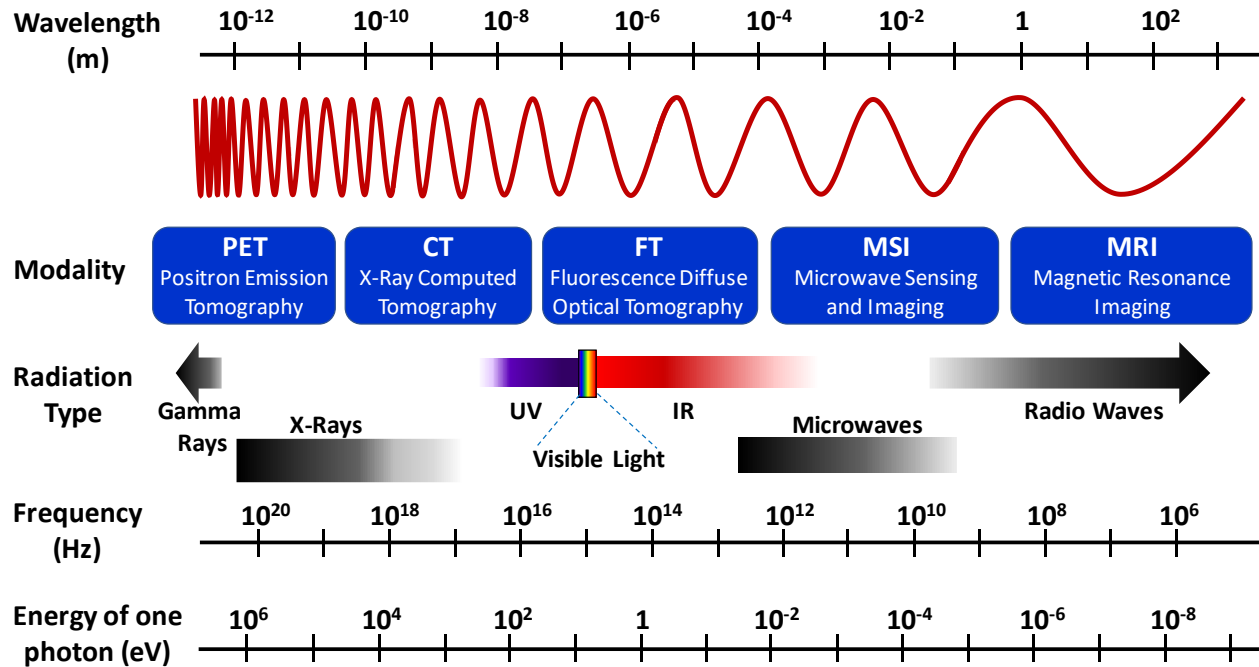 Wavelength (m)
10⁻¹² 10⁻¹⁰ 10⁻⁸ 10⁻⁶ 10⁻⁴ 10⁻² 1 10²
Modality
PET
Positron Emission
Tomography
CT
X-Ray Computed
Tomography
FT
Fluorescence Diffuse
Optical Tomography
MSI
Microwave Sensing
and Imaging
MRI
Magnetic Resonance
Imaging
Radiation
Type
Gamma
Rays
X-Rays
UV
Visible Light
IR
Microwaves
Radio Waves
Frequency
(Hz)
10²⁰ 10¹⁸ 10¹⁶ 10¹⁴ 10¹² 10¹⁰ 10⁸ 10⁶
Energy of one
photon (eV)
10⁶ 10⁴ 10² 1 10⁻² 10⁻⁴ 10⁻⁶ 10⁻⁸